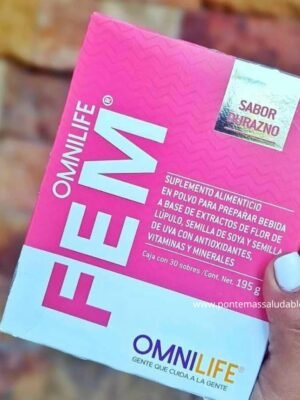 SABOR
DURAZNO
OMNILIFE
FEM®
SUPLEMENTO ALIMENTICIO
EN POLVO PARA PREPARAR BEBIDA
A BASE DE EXTRACTOS DE FLOR DE
LÚPULO, SEMILLA DE SOYA Y SEMILLA
DE UVA CON ANTIOXIDANTES,
VITAMINAS Y MINERALES
Caja con 30 sobres / Cont. Net. 195 g
www.pontemassaludable
OMNILIFE®
GENTE QUE CUIDA A LA GENTE